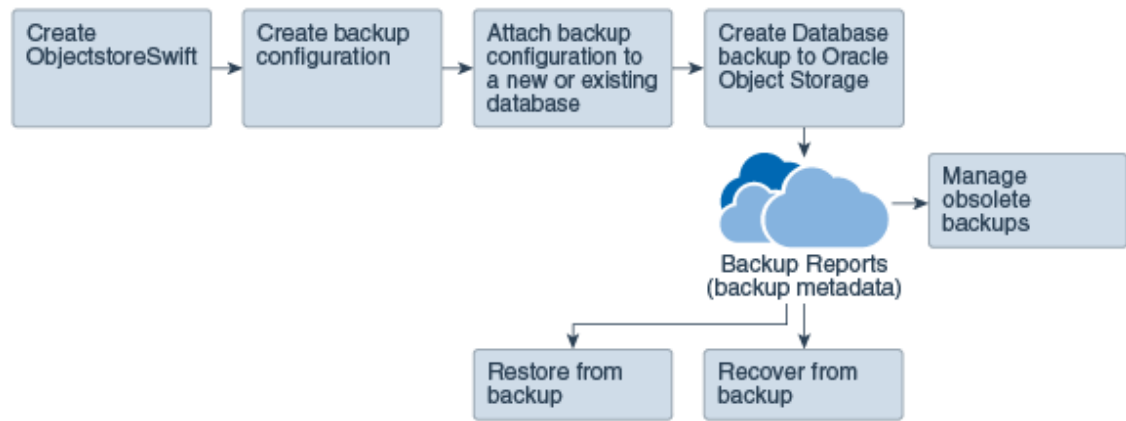 Create
ObjectstoreSwift
Create backup
configuration
Attach backup
configuration to
a new or existing
database
Create Database
backup to Oracle
Object Storage
Manage
obsolete
backups
Backup Reports
(backup metadata)
Restore from
backup
Recover from
backup